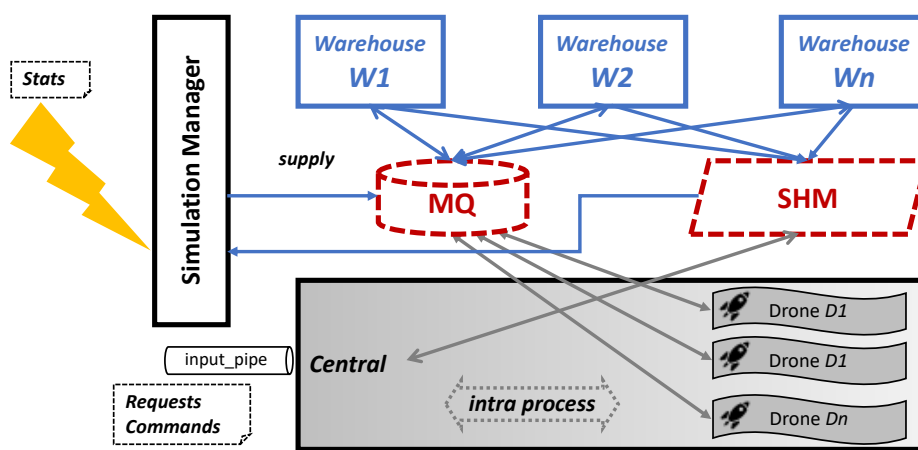 Stats
Simulation Manager
Warehouse
W1
Warehouse
W2
Warehouse
Wn
supply
MQ
SHM
input_pipe
Requests
Commands
Central
intra process
Drone D1
Drone D1
Drone Dn